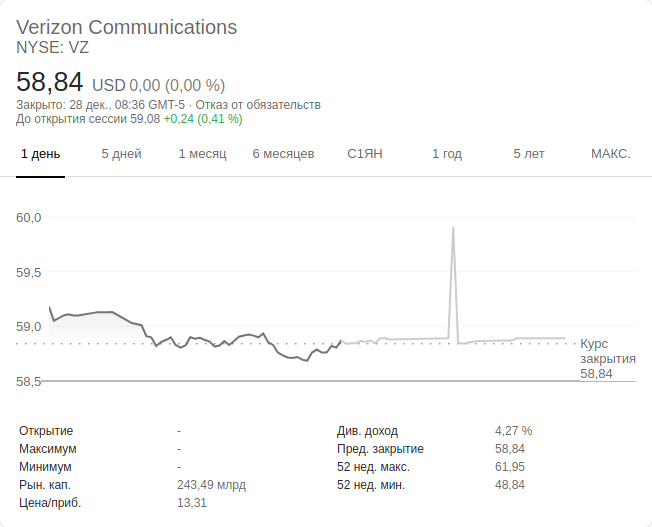 Verizon Communications
NYSE: VZ
58,84 USD 0,00 (0,00 %)
Закрыто: 28 дек., 08:36 GMT-5 · Отказ от обязательств
До открытия сессии 59,08 +0,24 (0,41 %)
1 день 5 дней 1 месяц 6 месяцев С1ЯН 1 год 5 лет МАКС.
60,0
59,5
59,0
Курс
закрытия
58,84
58,5
Открытие - Див. доход 4,27 %
Максимум - Пред. закрытие 58,84
Минимум - 52 нед. макс. 61,95
Рын. кап. 243,49 млрд 52 нед. мин. 48,84
Цена/приб. 13,31